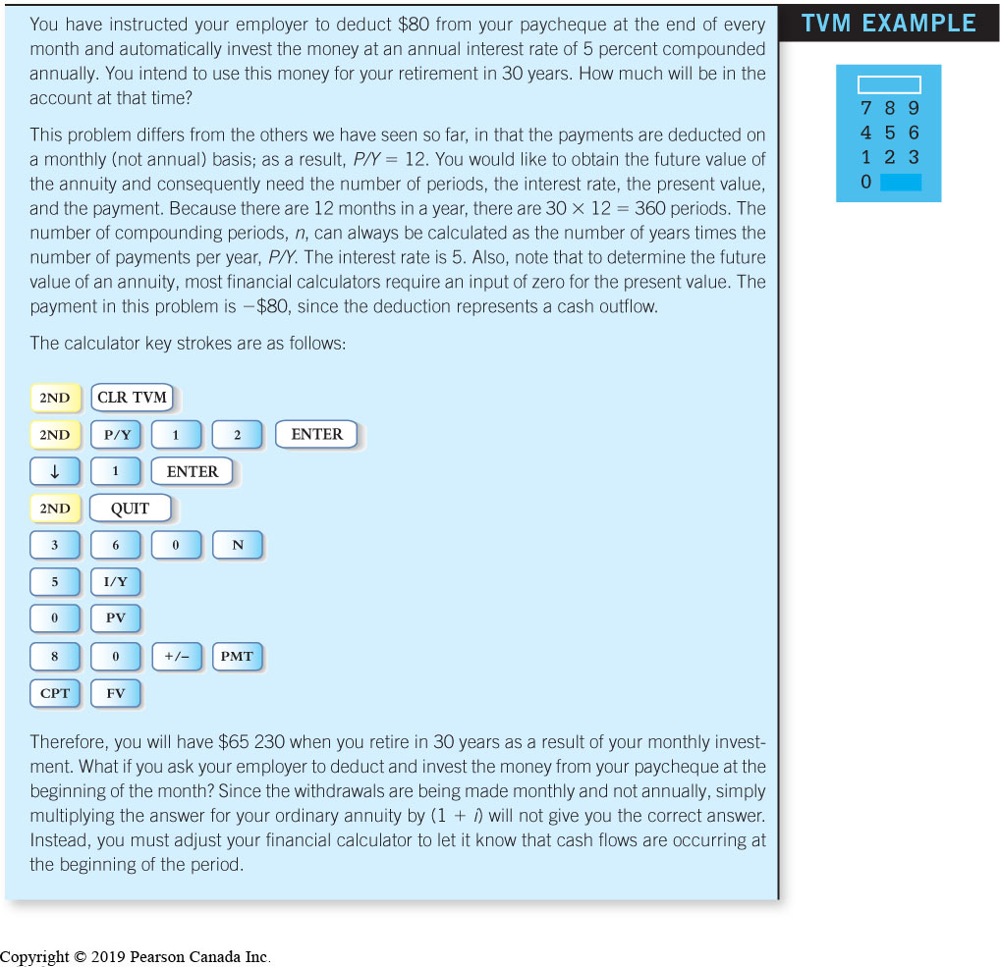 You have instructed your employer to deduct $80 from your paycheque at the end of every
month and automatically invest the money at an annual interest rate of 5 percent compounded
annually. You intend to use this money for your retirement in 30 years. How much will be in the
account at that time?
This problem differs from the others we have seen so far, in that the payments are deducted on
a monthly (not annual) basis; as a result, P/Y = 12. You would like to obtain the future value of
the annuity and consequently need the number of periods, the interest rate, the present value,
and the payment. Because there are 12 months in a year, there are 30 × 12 = 360 periods. The
number of compounding periods, n, can always be calculated as the number of years times the
number of payments per year, P/Y. The interest rate is 5. Also, note that to determine the future
value of an annuity, most financial calculators require an input of zero for the present value. The
payment in this problem is −$80, since the deduction represents a cash outflow.
The calculator key strokes are as follows:
2ND CLR TVM
2ND P/Y 1 2 ENTER
↓ 1 ENTER
2ND QUIT
3 6 0 N
5 I/Y
0 PV
8 0 +/− PMT
CPT FV
Therefore, you will have $65 230 when you retire in 30 years as a result of your monthly invest-
ment. What if you ask your employer to deduct and invest the money from your paycheque at the
beginning of the month? Since the withdrawals are being made monthly and not annually, simply
multiplying the answer for your ordinary annuity by (1 + i) will not give you the correct answer.
Instead, you must adjust your financial calculator to let it know that cash flows are occurring at
the beginning of the period.
TVM EXAMPLE
7 8 9
4 5 6
1 2 3
0
Copyright © 2019 Pearson Canada Inc.